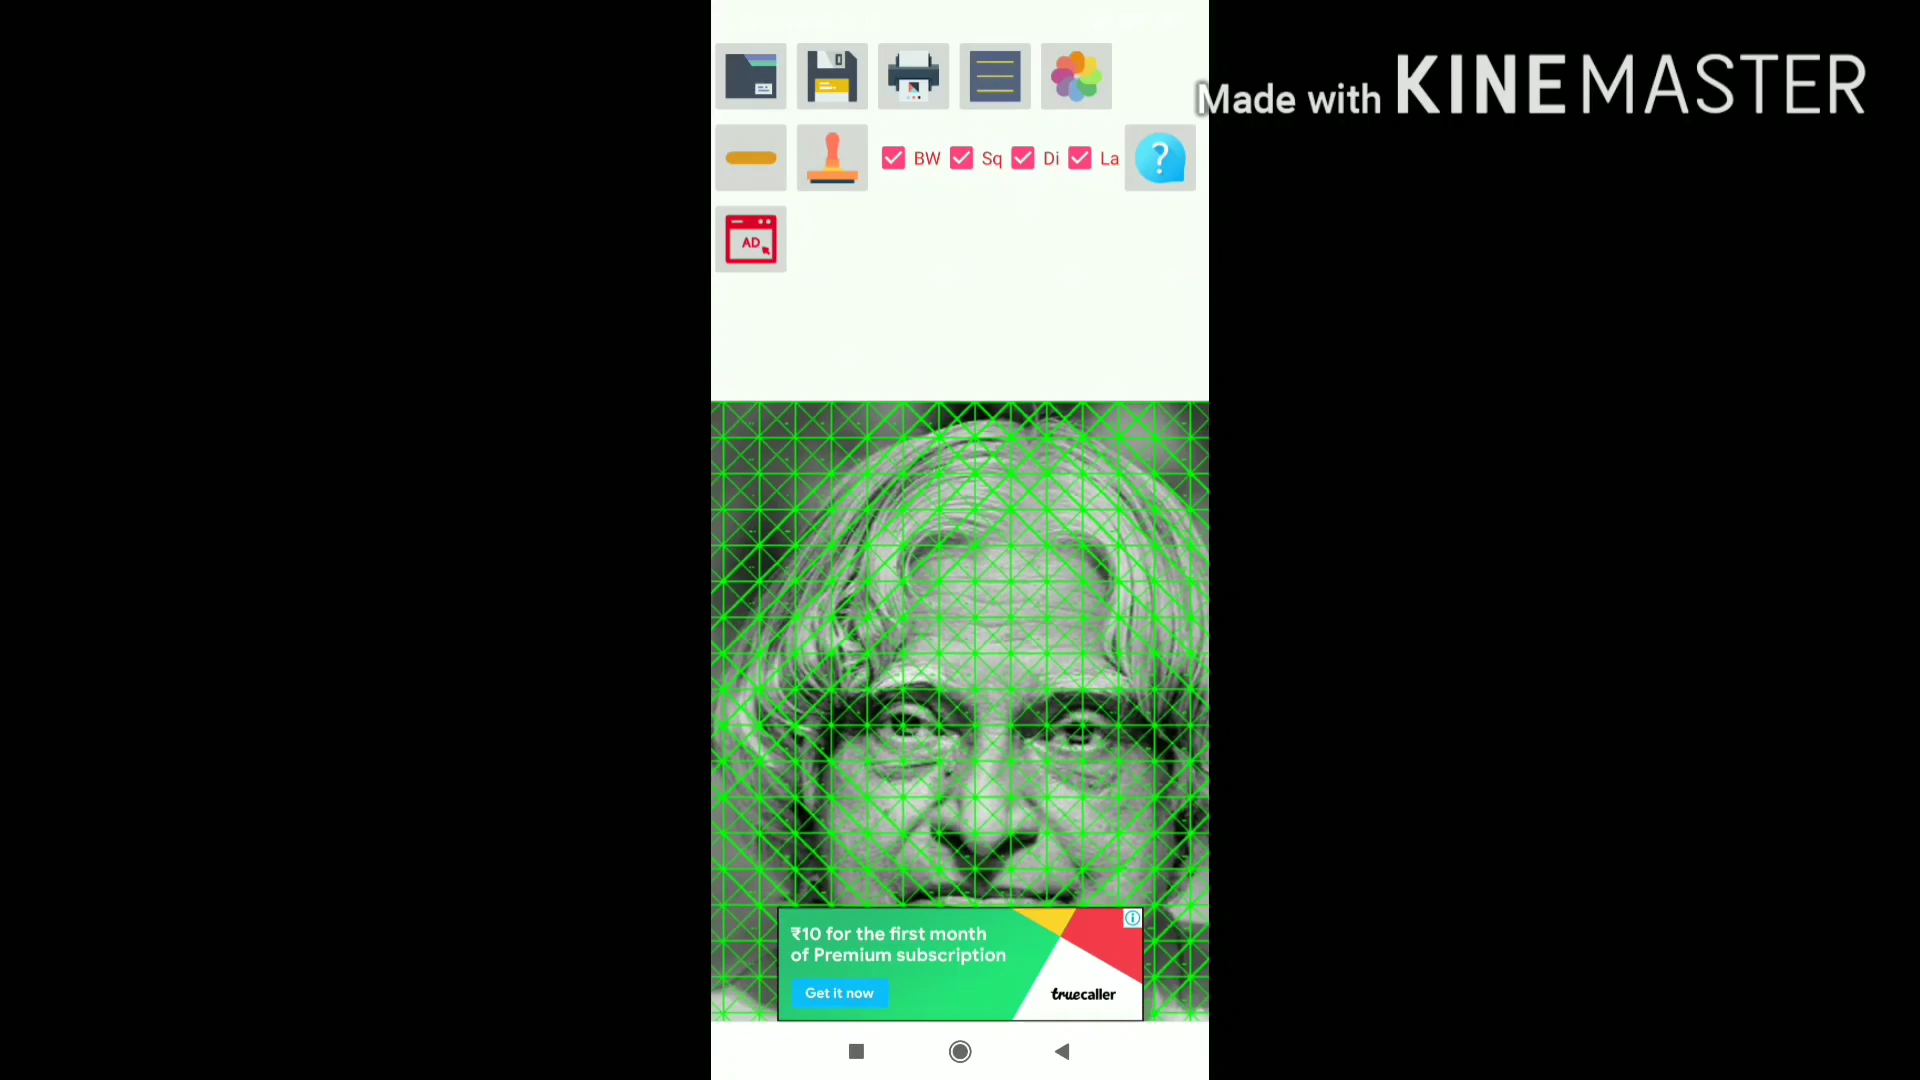 Made with KINEMASTER
BW Sq Di La ?
AD
₹10 for the first month
of Premium subscription
Get it now
truecaller